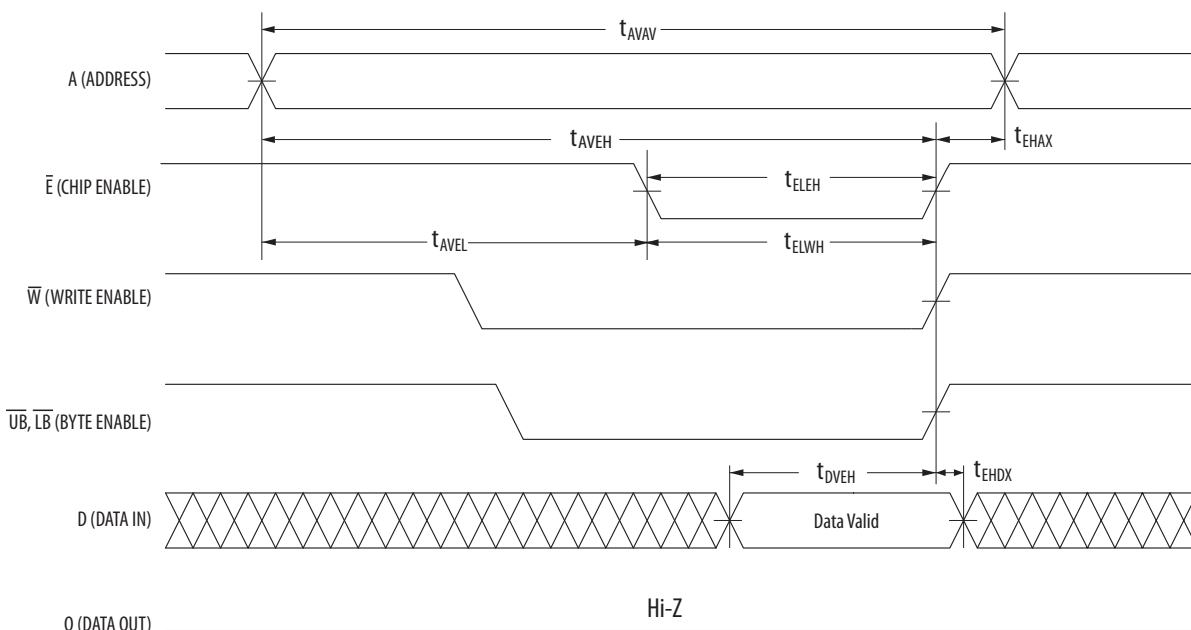 tAVAV
A (ADDRESS)
tAVEH
tEHAX
E̅ (CHIP ENABLE)
tELEH
tAVEL
tELWH
W̅ (WRITE ENABLE)
U̅B̅, L̅B̅ (BYTE ENABLE)
tDVEH
tEHDX
D (DATA IN)
Data Valid
Hi-Z
Q (DATA OUT)